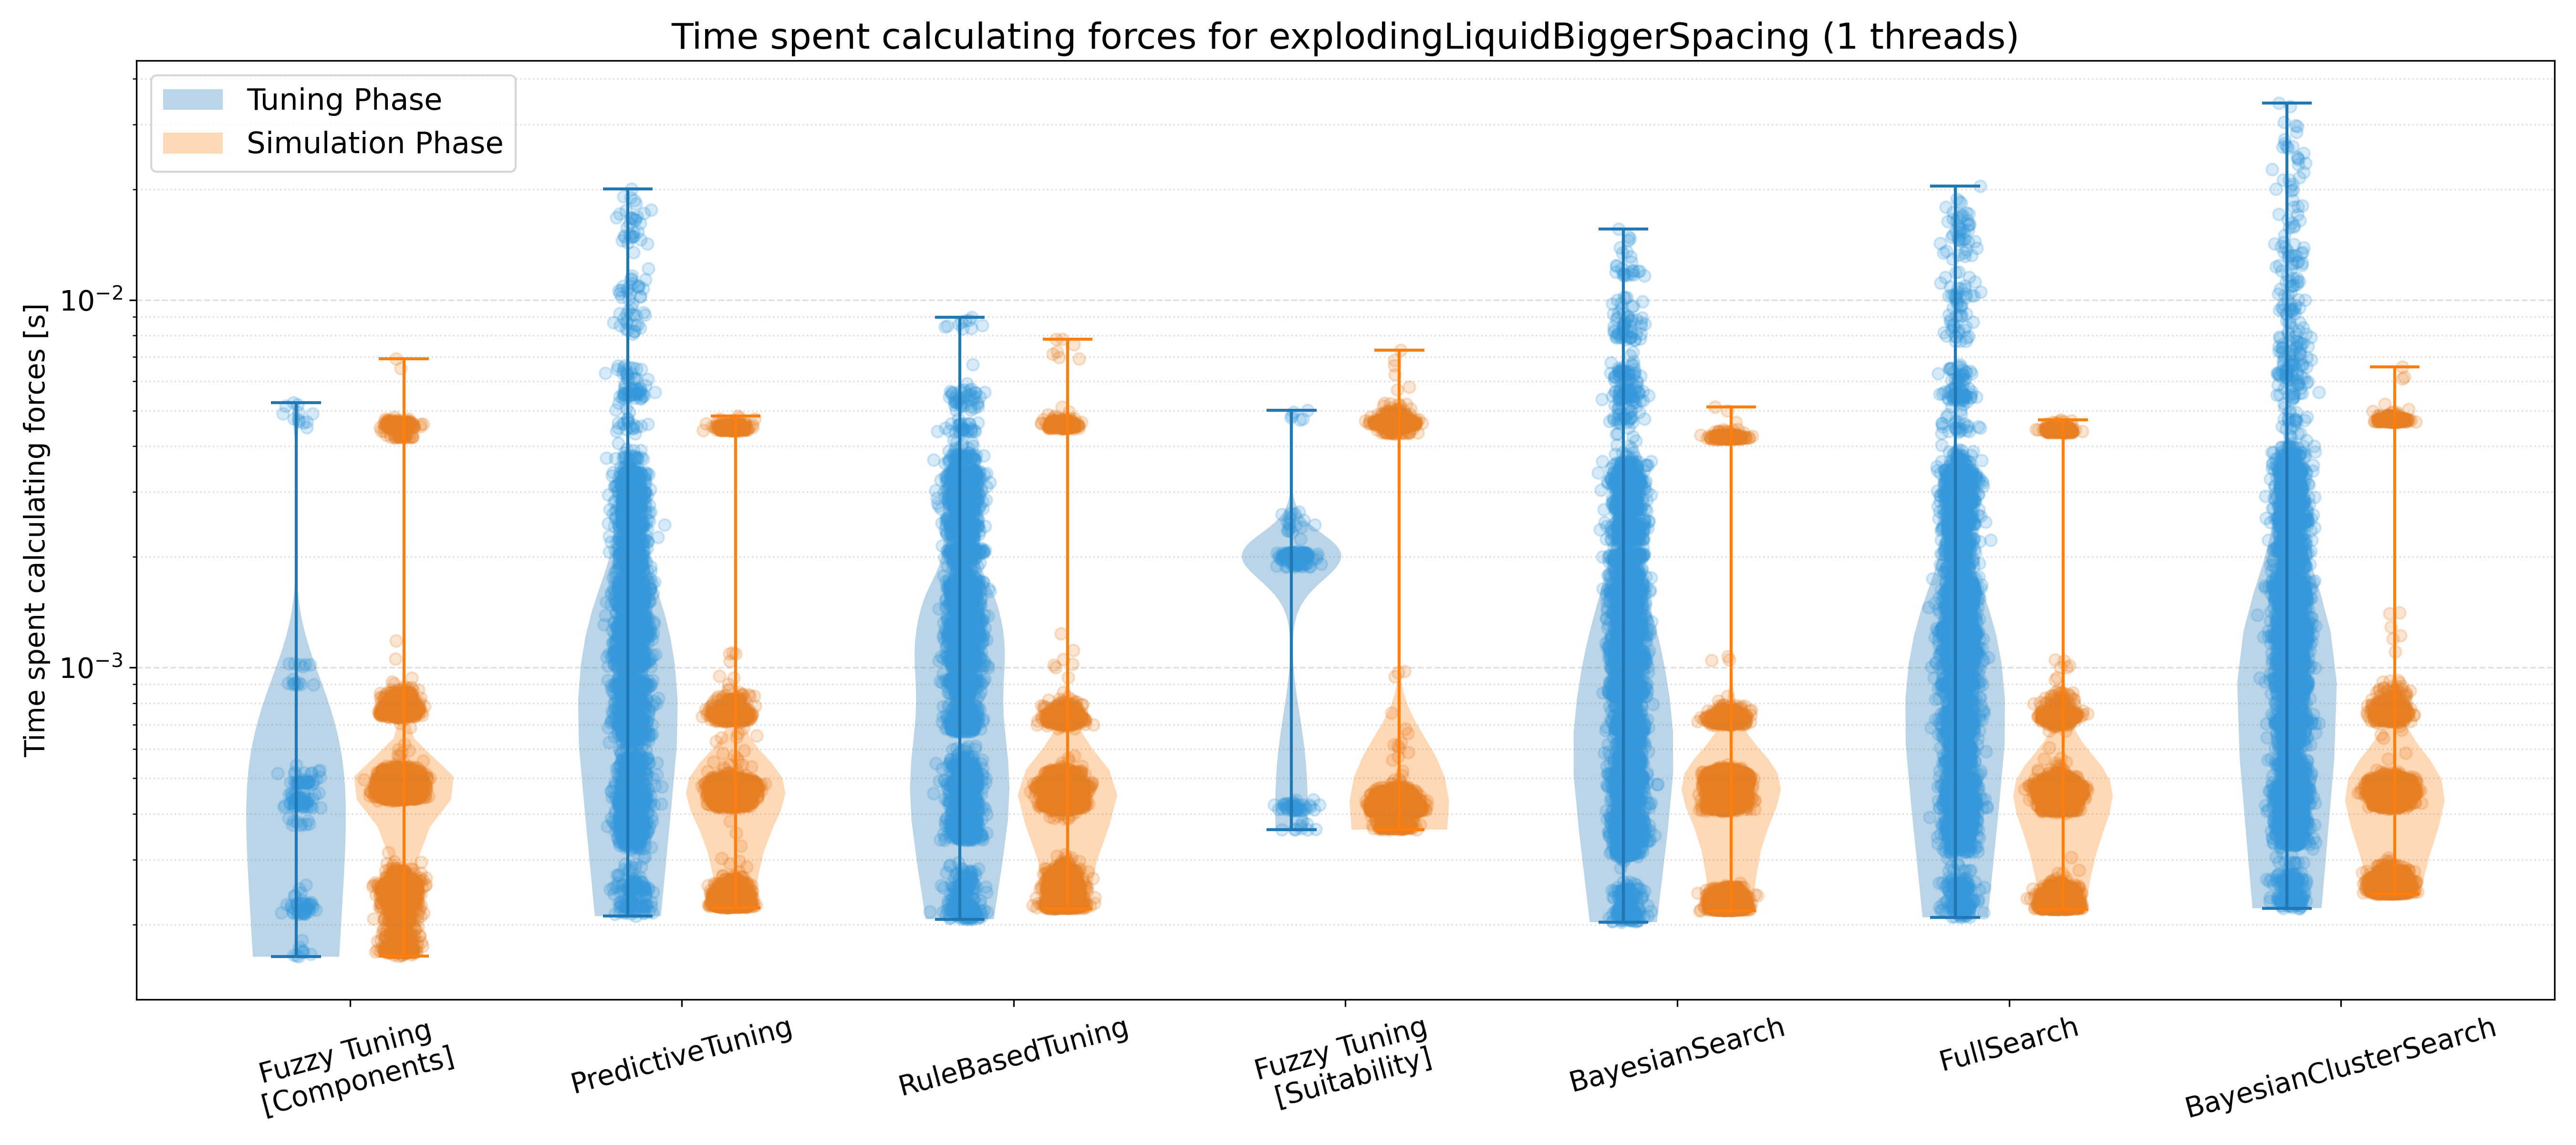 Time spent calculating forces for explodingLiquidBiggerSpacing (1 threads)
Tuning Phase
Simulation Phase
Time spent calculating forces [s]
10⁻²
10⁻³
Fuzzy Tuning
[Components]
PredictiveTuning
RuleBasedTuning
Fuzzy Tuning
[Suitability]
BayesianSearch
FullSearch
BayesianClusterSearch